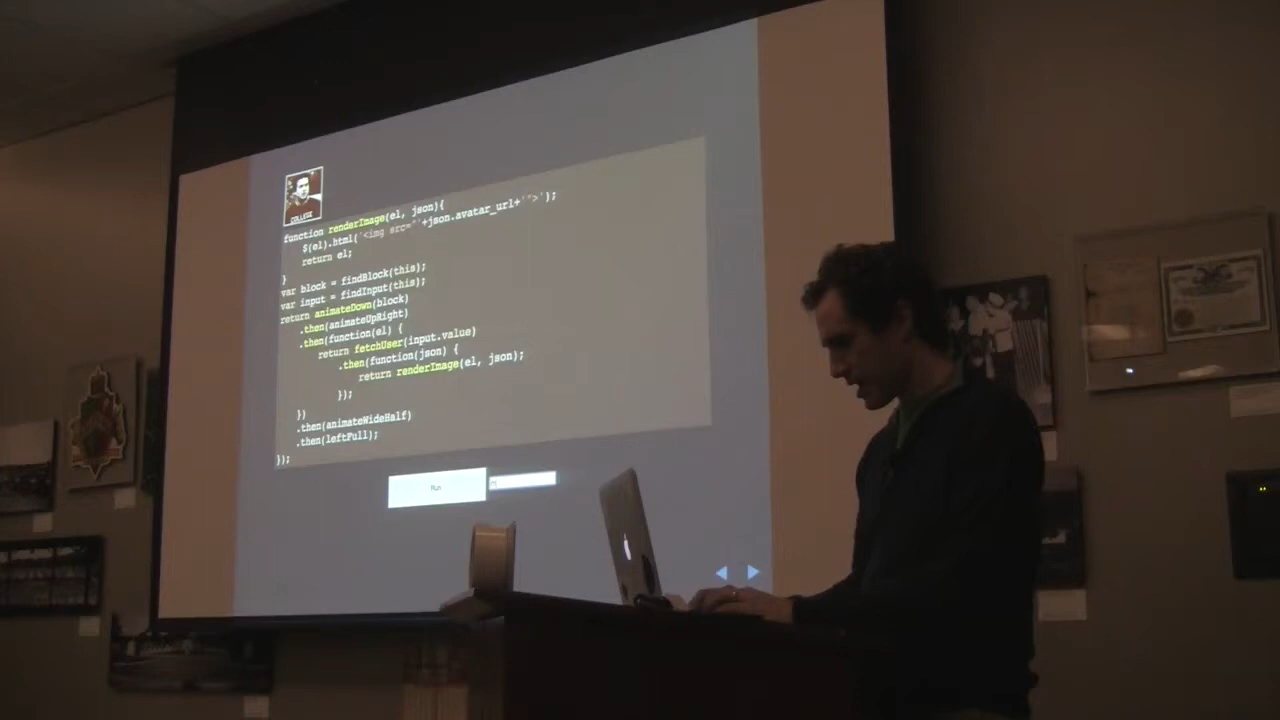 COLLEGE
function renderImage(el, json){
$(el).html('<img src="'+json.avatar_url+'">');
return el;
}
var block = findBlock(this);
var input = findInput(this);
return animateDown(block)
.then(animateUpRight)
.then(function(el) {
return fetchUser(input.value)
.then(function(json) {
return renderImage(el, json);
});
})
.then(animateWideHalf)
.then(leftFull);
});
Run